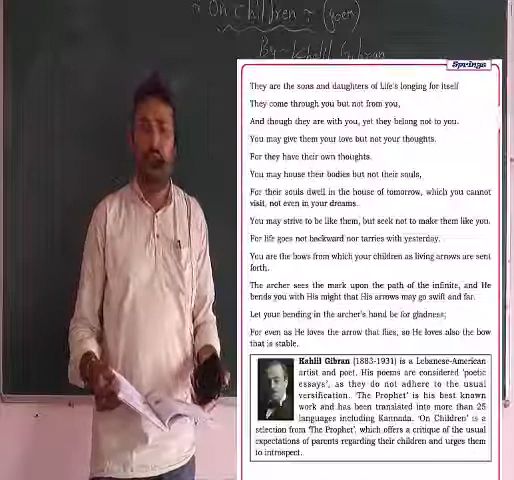 On Children :- (poem)
By - Khalil Gibran
Springs
They are the sons and daughters of Life's longing for itself
They come through you but not from you,
And though they are with you, yet they belong not to you.
You may give them your love but not your thoughts.
For they have their own thoughts.
You may house their bodies but not their souls,
For their souls dwell in the house of tomorrow, which you cannot
visit, not even in your dreams.
You may strive to be like them, but seek not to make them like you.
For life goes not backward nor tarries with yesterday.
You are the bows from which your children as living arrows are sent
forth.
The archer sees the mark upon the path of the infinite, and He
bends you with His might that His arrows may go swift and far.
Let your bending in the archer's hand be for gladness;
For even as He loves the arrow that flies, so He loves also the bow
that is stable.
Kahlil Gibran (1883-1931) is a Lebanese-American
artist and poet. His poems are considered 'poetic
essays', as they do not adhere to the usual
versification. 'The Prophet' is his best known
work and has been translated into more than 25
languages including Kannada. 'On Children' is a
selection from 'The Prophet', which offers a critique of the usual
expectations of parents regarding their children and urges them
to introspect.